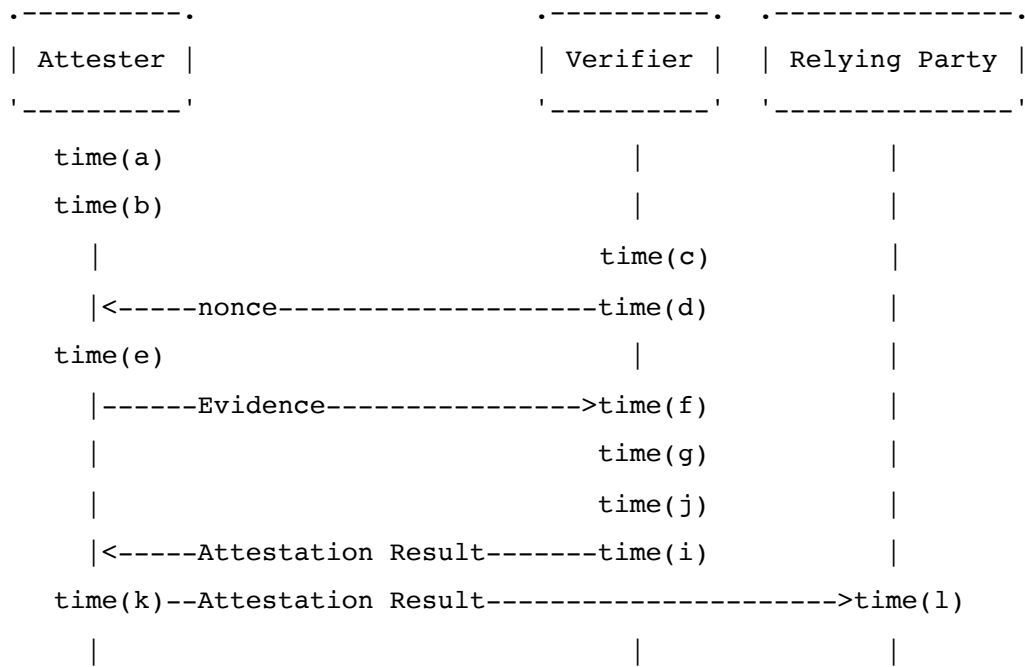 .----------.                      .----------.  .---------------.
| Attester |                      | Verifier |  | Relying Party |
'----------'                      '----------'  '---------------'
   time(a)                              |               |
   time(b)                              |               |
     |                                time(c)           |
     |<-----nonce--------------------time(d)            |
   time(e)                              |               |
     |------Evidence---------------->time(f)            |
     |                                time(g)           |
     |                                time(j)           |
     |<-----Attestation Result-------time(i)            |
   time(k)--Attestation Result---------------------->time(l)
     |                                  |               |